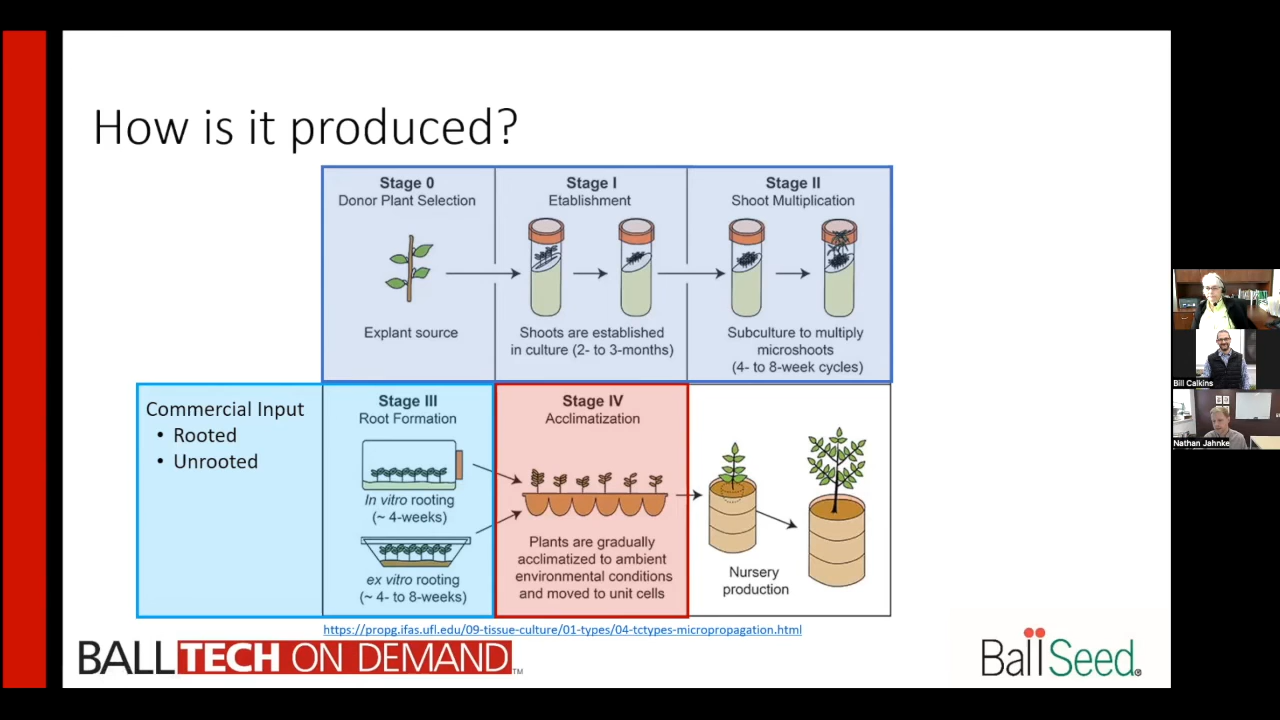 How is it produced?
Stage 0
Donor Plant Selection
Explant source
Stage I
Etablishment
Shoots are established
in culture (2- to 3-months)
Stage II
Shoot Multiplication
Subculture to multiply
microshoots
(4- to 8-week cycles)
Commercial Input
• Rooted
• Unrooted
Stage III
Root Formation
In vitro rooting
(~ 4-weeks)
ex vitro rooting
(~ 4- to 8-weeks)
Stage IV
Acclimatization
Plants are gradually
acclimatized to ambient
environmental conditions
and moved to unit cells
Nursery
production
https://propg.ifas.ufl.edu/09-tissue-culture/01-types/04-tctypes-micropropagation.html
BALL TECH ON DEMAND™
Ball Seed®
Bill Calkins
Nathan Jahnke